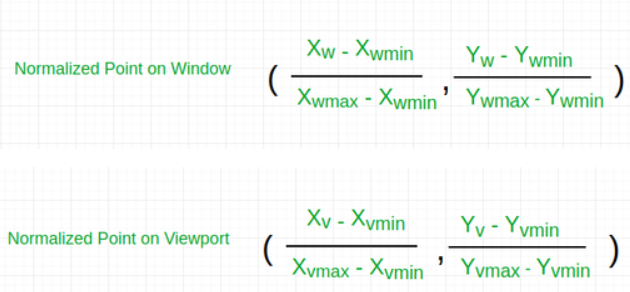 Normalized Point on Window ( Xw - Xwmin / Xwmax - Xwmin , Yw - Ywmin / Ywmax - Ywmin )
Normalized Point on Viewport ( Xv - Xvmin / Xvmax - Xvmin , Yv - Yvmin / Yvmax - Yvmin )